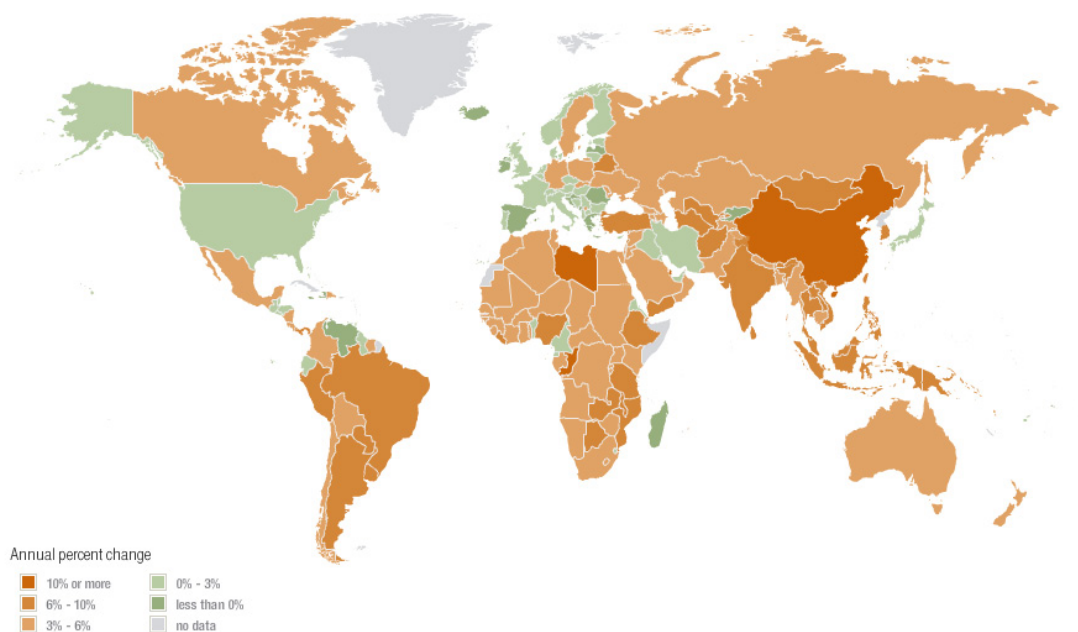 Annual percent change
10% or more
6% - 10%
3% - 6%
0% - 3%
less than 0%
no data